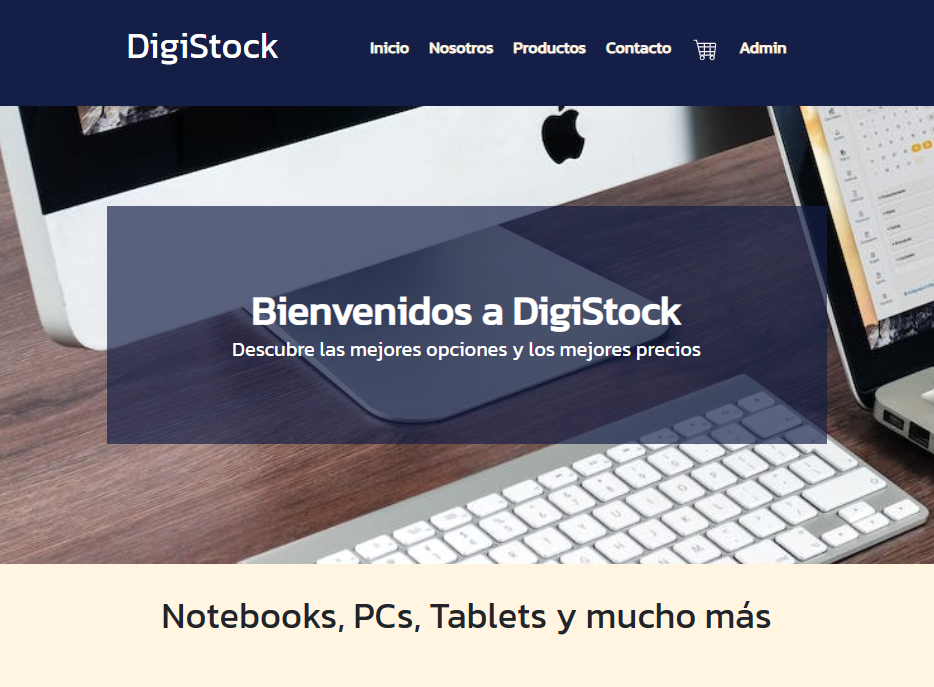 DigiStock
Inicio Nosotros Productos Contacto Admin
Bienvenidos a DigiStock
Descubre las mejores opciones y los mejores precios
Notebooks, PCs, Tablets y mucho más